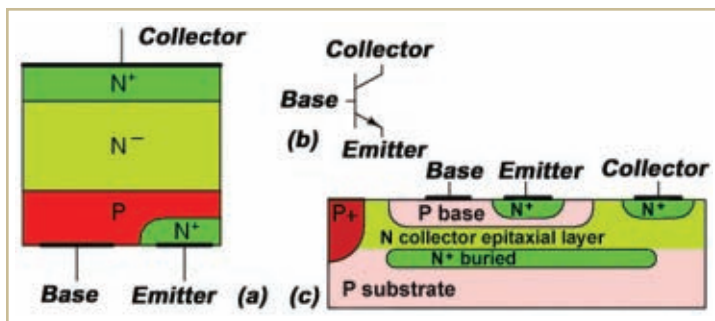 Collector
N+
N−
P
N+
Base
Emitter
(a)
Collector
Base
(b)
Emitter
Base
Emitter
Collector
P+
P base
N+
N+
N collector epitaxial layer
N+ buried
P substrate
(c)